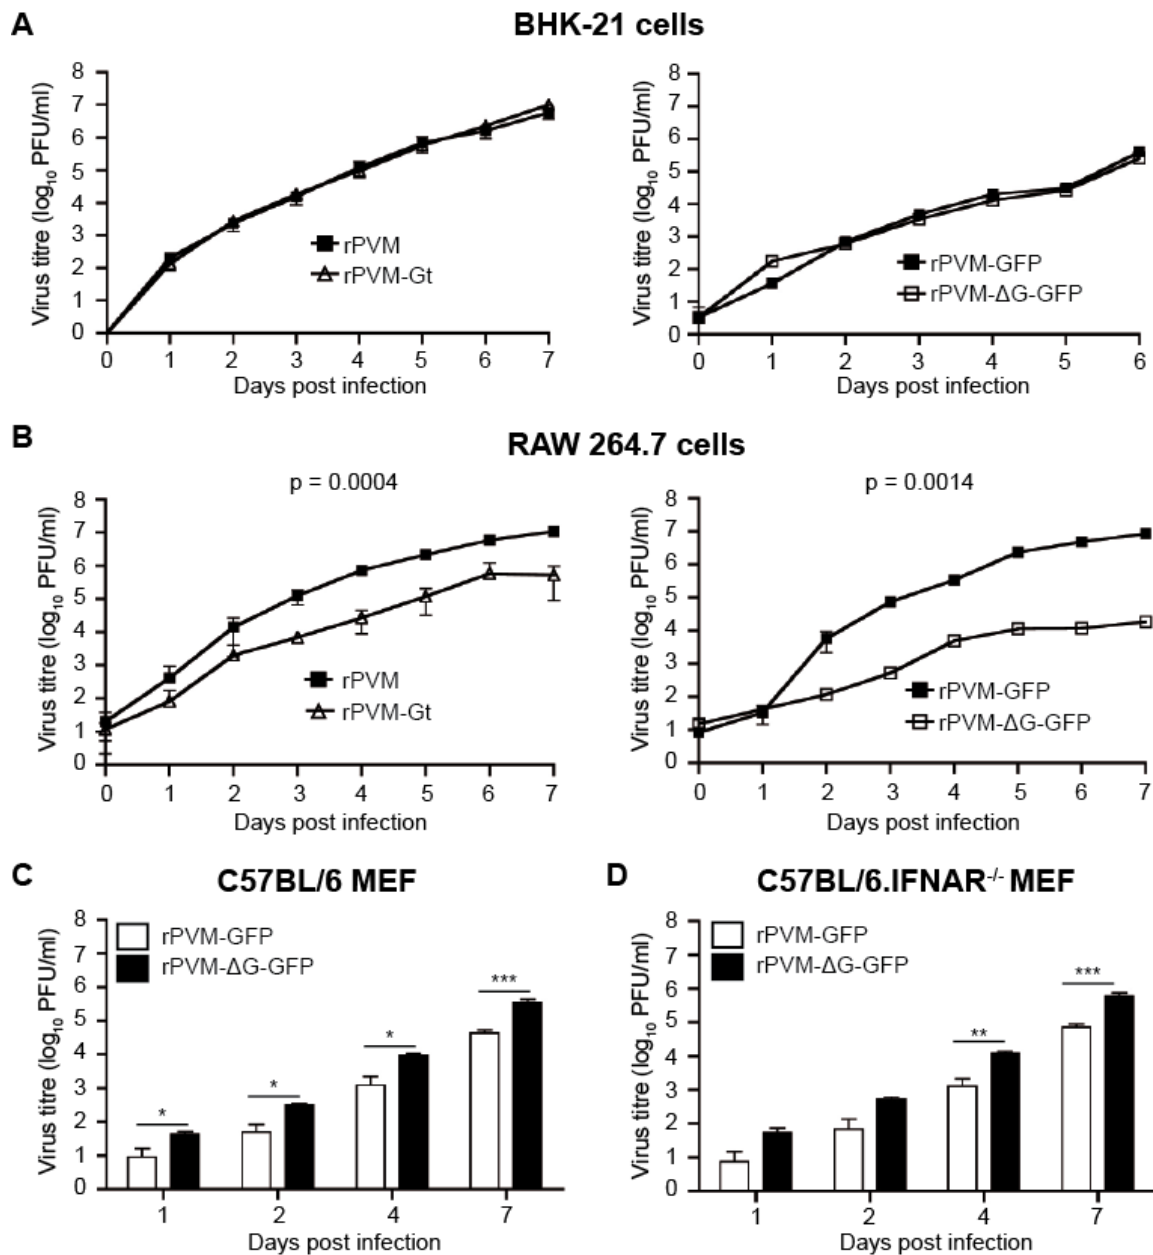 A
BHK-21 cells
Virus titre (log₁₀ PFU/ml)
8
7
6
5
4
3
2
1
0
rPVM
rPVM-Gt
0 1 2 3 4 5 6 7
Days post infection
Virus titre (log₁₀ PFU/ml)
8
7
6
5
4
3
2
1
0
rPVM-GFP
rPVM-ΔG-GFP
0 1 2 3 4 5 6
Days post infection
B
RAW 264.7 cells
p = 0.0004
Virus titre (log₁₀ PFU/ml)
8
7
6
5
4
3
2
1
0
rPVM
rPVM-Gt
0 1 2 3 4 5 6 7
Days post infection
p = 0.0014
Virus titre (log₁₀ PFU/ml)
8
7
6
5
4
3
2
1
0
rPVM-GFP
rPVM-ΔG-GFP
0 1 2 3 4 5 6 7
Days post infection
C
C57BL/6 MEF
Virus titre (log₁₀ PFU/ml)
8
7
6
5
4
3
2
1
0
rPVM-GFP
rPVM-ΔG-GFP
* * * ***
1 2 4 7
Days post infection
D
C57BL/6.IFNAR⁻/⁻ MEF
Virus titre (log₁₀ PFU/ml)
8
7
6
5
4
3
2
1
0
rPVM-GFP
rPVM-ΔG-GFP
** ***
1 2 4 7
Days post infection